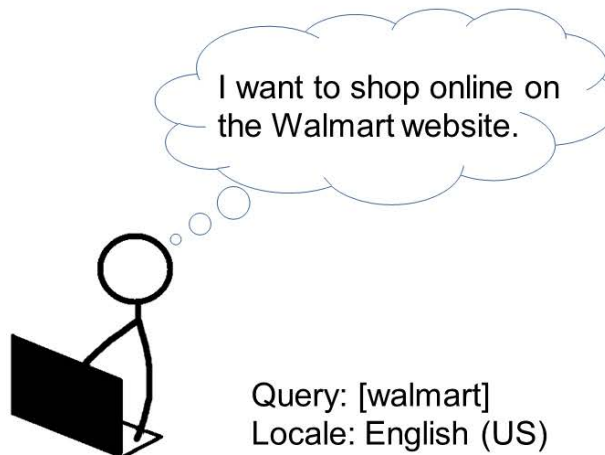 I want to shop online on
the Walmart website.
Query: [walmart]
Locale: English (US)